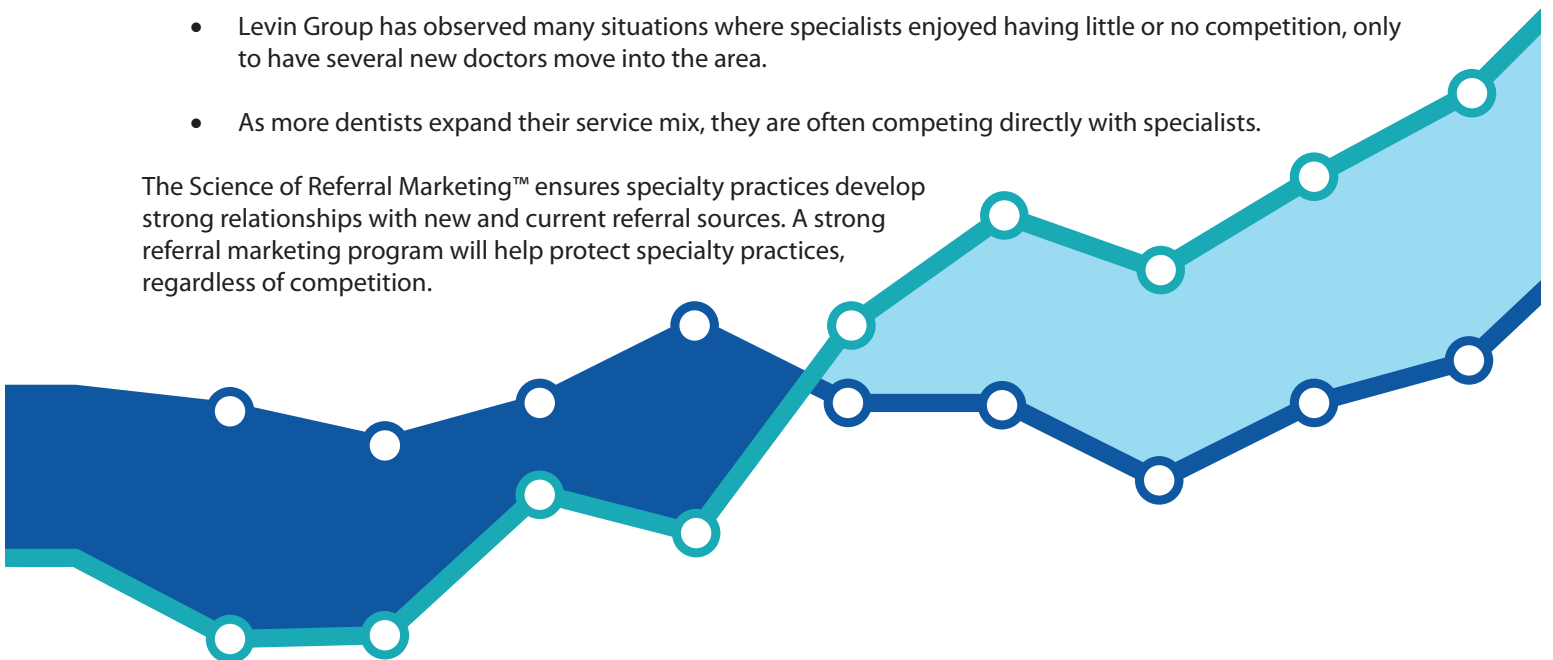 • Levin Group has observed many situations where specialists enjoyed having little or no competition, only
to have several new doctors move into the area.
• As more dentists expand their service mix, they are often competing directly with specialists.
The Science of Referral Marketing™ ensures specialty practices develop
strong relationships with new and current referral sources. A strong
referral marketing program will help protect specialty practices,
regardless of competition.